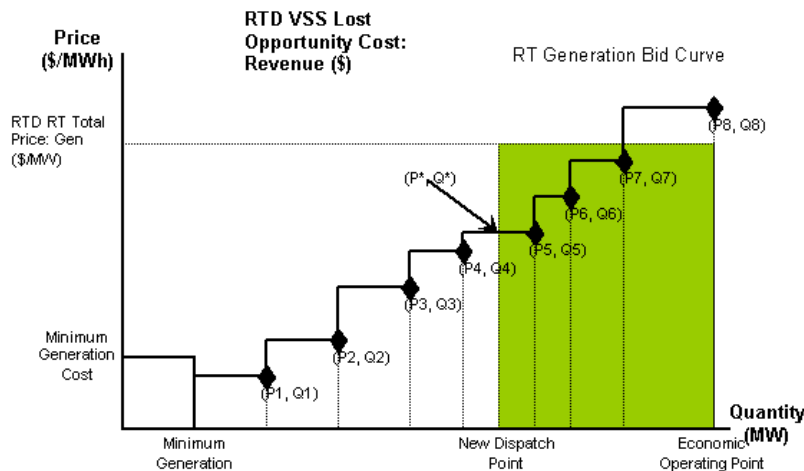 RTD VSS Lost
Opportunity Cost:
Revenue ($)
Price
($/MWh)
RT Generation Bid Curve
RTD RT Total
Price: Gen
($/MW)
(P8, Q8)
(P*, Q*)
(P7, Q7)
(P6, Q6)
(P5, Q5)
(P4, Q4)
(P3, Q3)
(P2, Q2)
(P1, Q1)
Minimum
Generation
Cost
Quantity
(MW)
Minimum
Generation
New Dispatch
Point
Economic
Operating Point